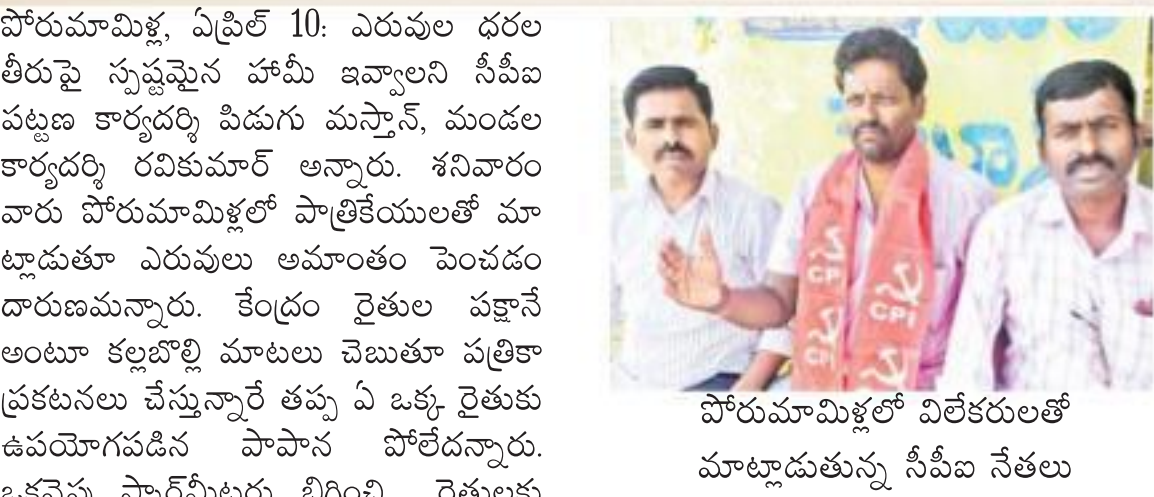 పోరుమామిళ్ల, ఏప్రిల్ 10: ఎరువుల ధరల
తీరుపై స్పష్టమైన హామీ ఇవ్వాలని సీపీఐ
పట్టణ కార్యదర్శి పిడుగు మస్తాన్, మండల
కార్యదర్శి రవికుమార్ అన్నారు. శనివారం
వారు పోరుమామిళ్లలో పాత్రికేయులతో మా
ట్లాడుతూ ఎరువులు అమాంతం పెంచడం
దారుణమన్నారు. కేంద్రం రైతుల పక్షానే
అంటూ కల్లబొల్లి మాటలు చెబుతూ పత్రికా
ప్రకటనలు చేస్తున్నారే తప్ప ఏ ఒక్క రైతుకు
ఉపయోగపడిన పాపాన పోలేదన్నారు.
CPI
CPI
పోరుమామిళ్లలో విలేకరులతో
మాట్లాడుతున్న సీపీఐ నేతలు